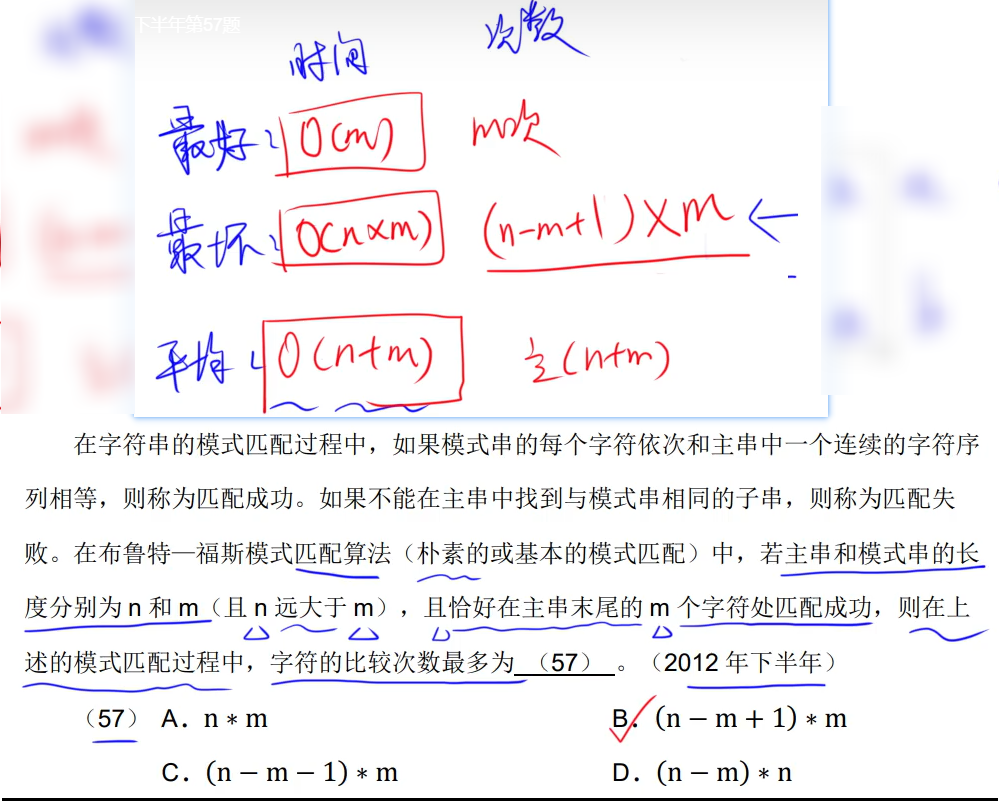 下半年第57题
时间 次数
最好: O(m) m次
最坏: O(n×m) (n-m+1)×m ←
平均: O(n+m) ½(n+m)
在字符串的模式匹配过程中，如果模式串的每个字符依次和主串中一个连续的字符序
列相等，则称为匹配成功。如果不能在主串中找到与模式串相同的子串，则称为匹配失
败。在布鲁特—福斯模式匹配算法（朴素的或基本的模式匹配）中，若主串和模式串的长
度分别为 n 和 m（且 n 远大于 m），且恰好在主串末尾的 m 个字符处匹配成功，则在上
述的模式匹配过程中，字符的比较次数最多为 （57） 。（2012 年下半年）
（57） A．n ∗ m B．(n − m + 1) ∗ m
C．(n − m − 1) ∗ m D．(n − m) ∗ n